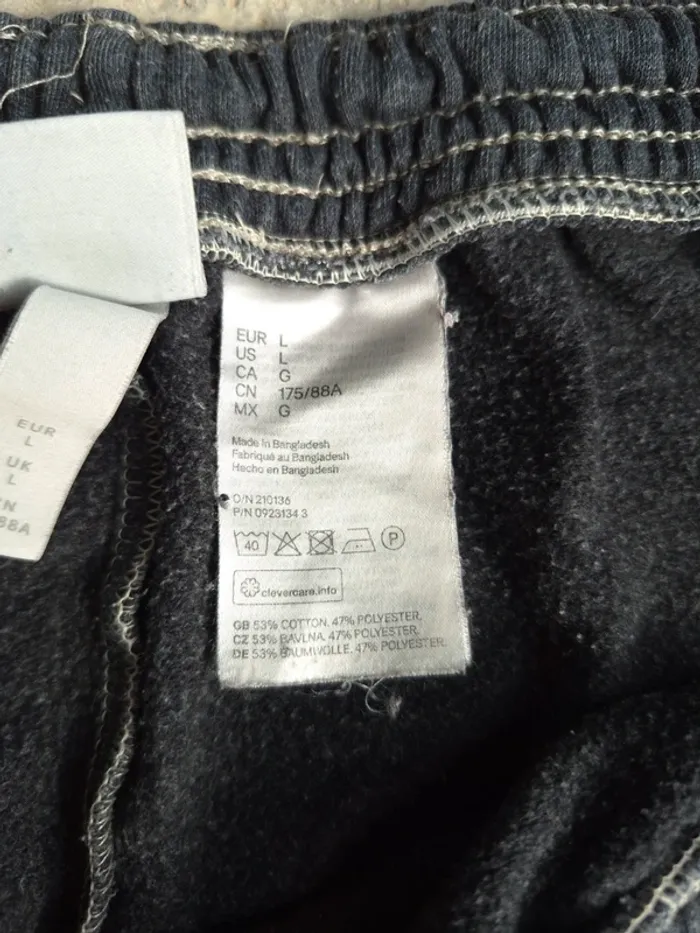 EUR L
US L
CA G
CN 175/88A
MX G
Made in Bangladesh
Fabriqué au Bangladesh
Hecho en Bangladesh
O/N 210136
P/N 0923134 3
40
P
clevercare.info
GB 53% COTTON, 47% POLYESTER,
CZ 53% BAVLNA, 47% POLYESTER,
DE 53% BAUMWOLLE, 47% POLYESTER,
EUR
L
UK
L
88A